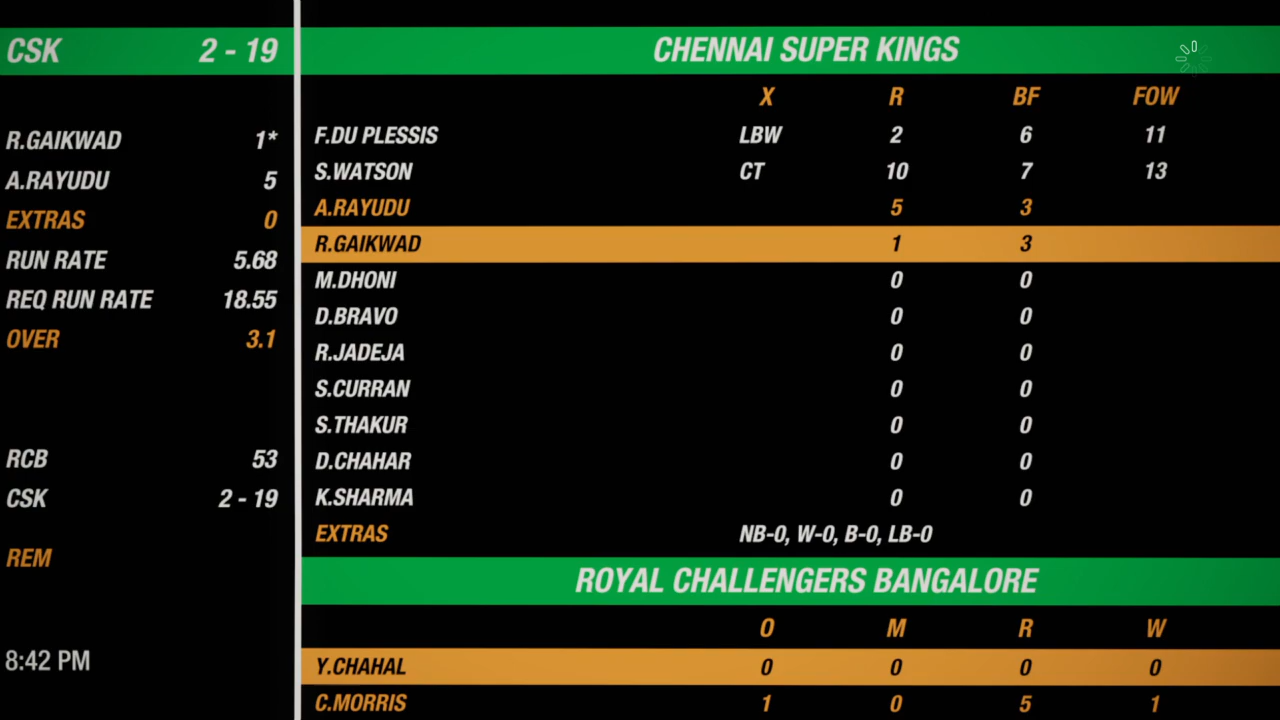 CSK 2 - 19
R.GAIKWAD 1*
A.RAYUDU 5
EXTRAS 0
RUN RATE 5.68
REQ RUN RATE 18.55
OVER 3.1
RCB 53
CSK 2 - 19
REM
8:42 PM
CHENNAI SUPER KINGS
X R BF FOW
F.DU PLESSIS LBW 2 6 11
S.WATSON CT 10 7 13
A.RAYUDU 5 3
R.GAIKWAD 1 3
M.DHONI 0 0
D.BRAVO 0 0
R.JADEJA 0 0
S.CURRAN 0 0
S.THAKUR 0 0
D.CHAHAR 0 0
K.SHARMA 0 0
EXTRAS NB-0, W-0, B-0, LB-0
ROYAL CHALLENGERS BANGALORE
O M R W
Y.CHAHAL 0 0 0 0
C.MORRIS 1 0 5 1